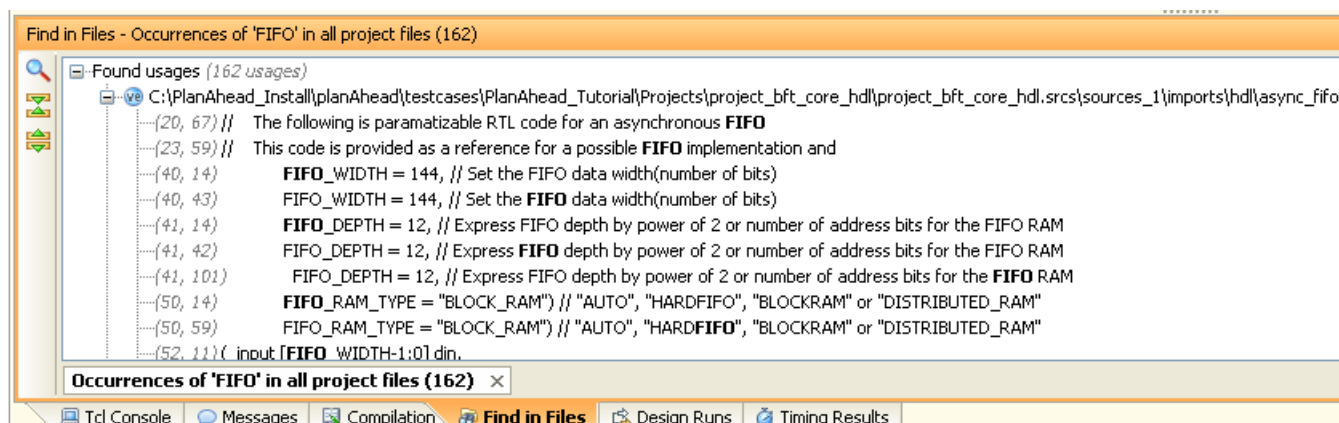 Find in Files - Occurrences of 'FIFO' in all project files (162)
Found usages (162 usages)
C:\PlanAhead_Install\planAhead\testcases\PlanAhead_Tutorial\Projects\project_bft_core_hdl\project_bft_core_hdl.srcs\sources_1\imports\hdl\async_fifo
(20, 67) // The following is paramatizable RTL code for an asynchronous FIFO
(23, 59) // This code is provided as a reference for a possible FIFO implementation and
(40, 14) FIFO_WIDTH = 144, // Set the FIFO data width(number of bits)
(40, 43) FIFO_WIDTH = 144, // Set the FIFO data width(number of bits)
(41, 14) FIFO_DEPTH = 12, // Express FIFO depth by power of 2 or number of address bits for the FIFO RAM
(41, 42) FIFO_DEPTH = 12, // Express FIFO depth by power of 2 or number of address bits for the FIFO RAM
(41, 101) FIFO_DEPTH = 12, // Express FIFO depth by power of 2 or number of address bits for the FIFO RAM
(50, 14) FIFO_RAM_TYPE = "BLOCK_RAM") // "AUTO", "HARDFIFO", "BLOCKRAM" or "DISTRIBUTED_RAM"
(50, 59) FIFO_RAM_TYPE = "BLOCK_RAM") // "AUTO", "HARDFIFO", "BLOCKRAM" or "DISTRIBUTED_RAM"
(52, 11) ( input [FIFO_WIDTH-1:0] din,
Occurrences of 'FIFO' in all project files (162)
Tcl Console Messages Compilation Find in Files Design Runs Timing Results